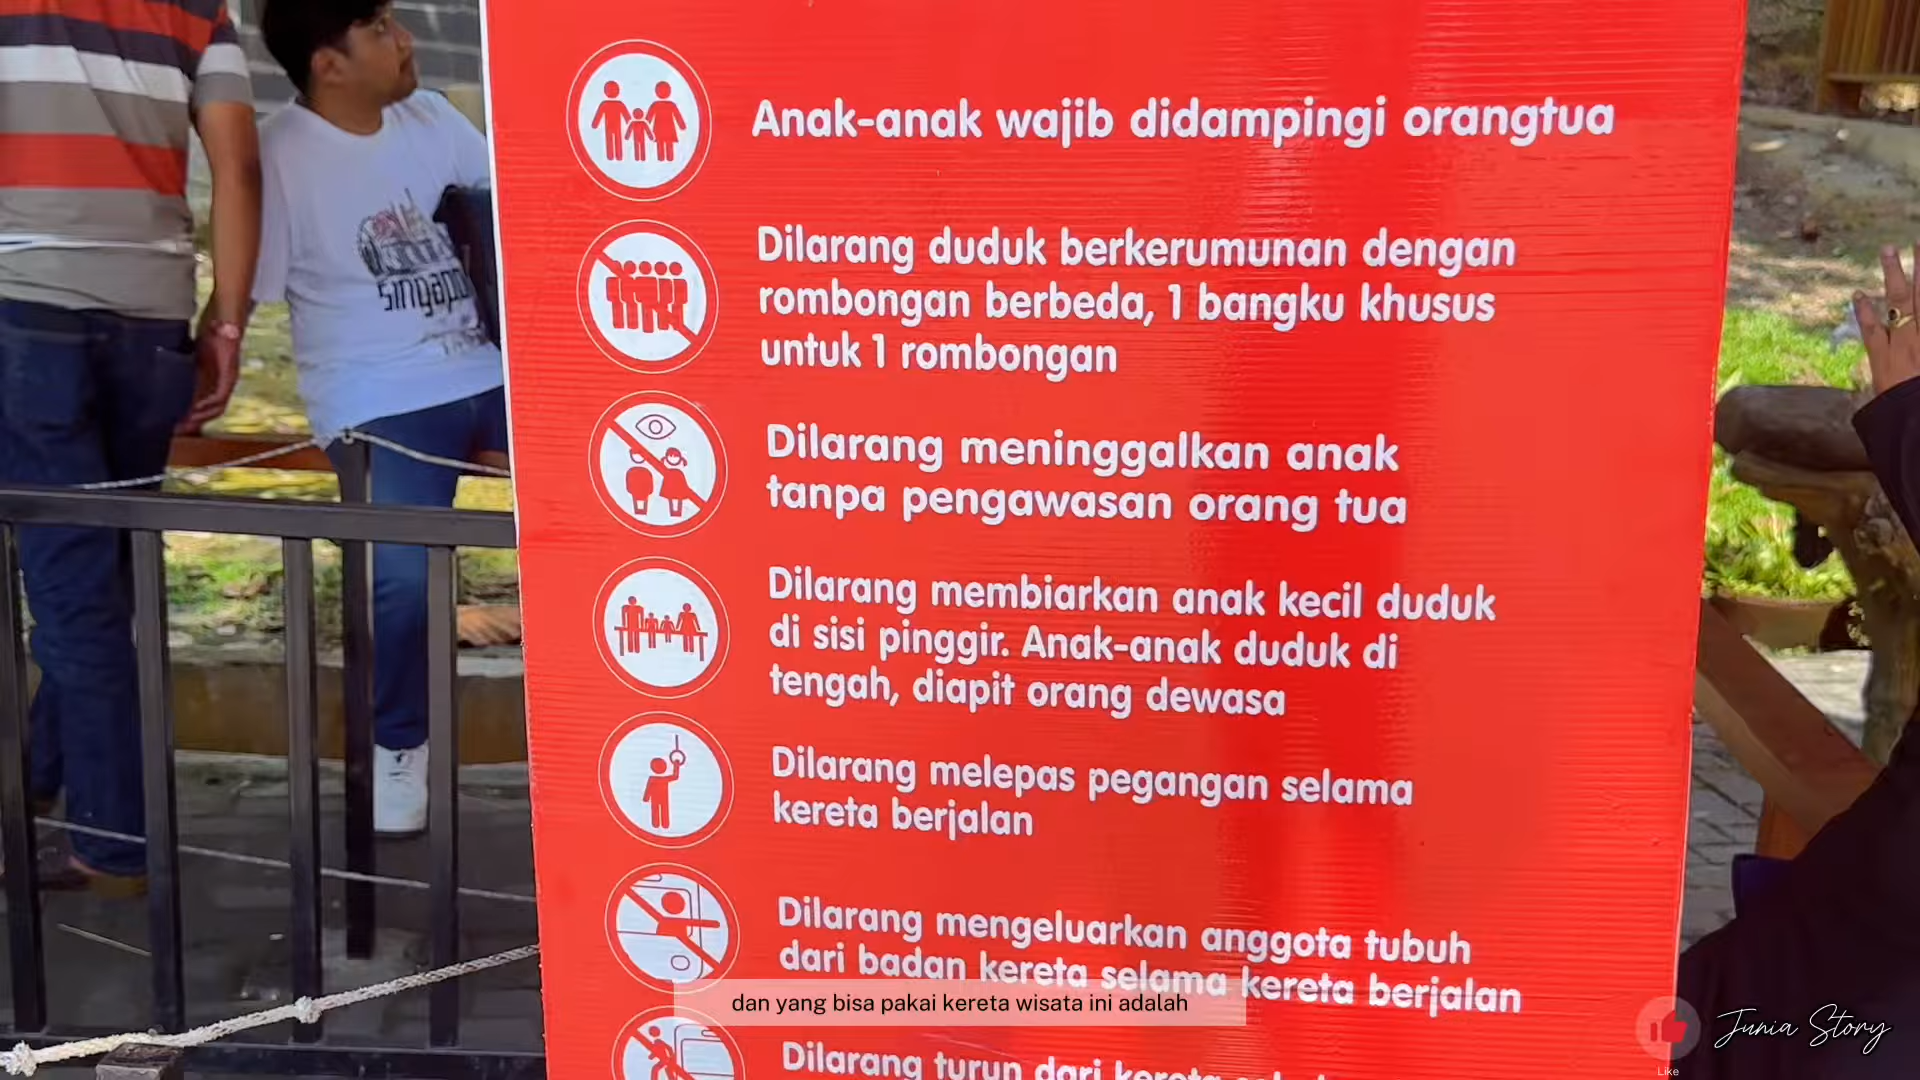 Anak-anak wajib didampingi orangtua
Dilarang duduk berkerumunan dengan
rombongan berbeda, 1 bangku khusus
untuk 1 rombongan
Dilarang meninggalkan anak
tanpa pengawasan orang tua
Dilarang membiarkan anak kecil duduk
di sisi pinggir. Anak-anak duduk di
tengah, diapit orang dewasa
Dilarang melepas pegangan selama
kereta berjalan
Dilarang mengeluarkan anggota tubuh
dari badan kereta selama kereta berjalan
dan yang bisa pakai kereta wisata ini adalah
Dilarang turun dari kereta
Junia Story
Like